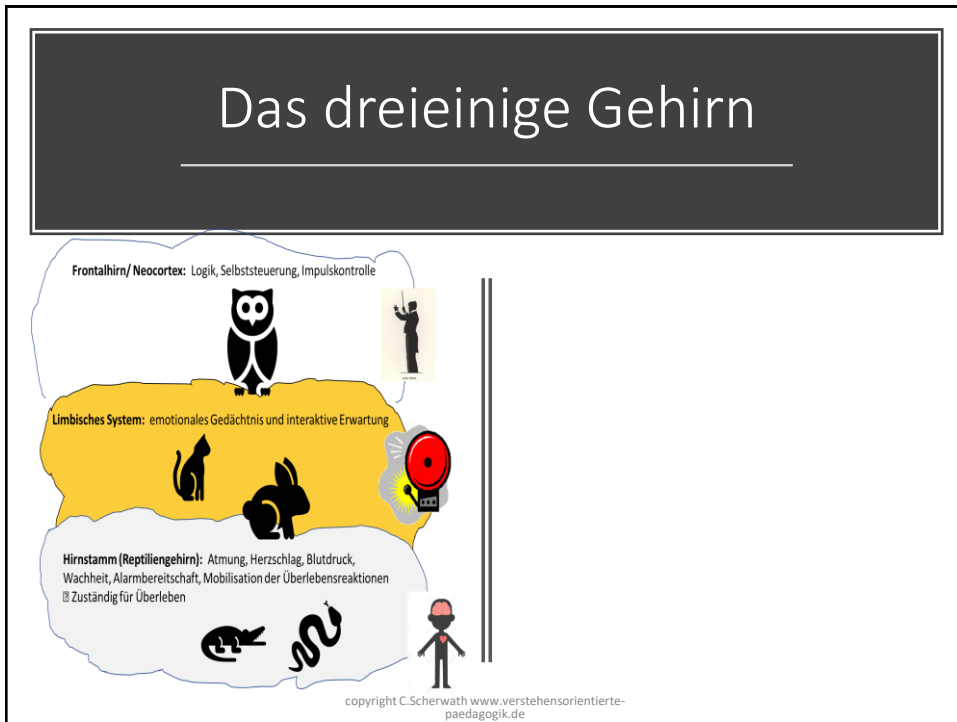 Das dreieinige Gehirn
Frontalhirn/ Neocortex: Logik, Selbststeuerung, Impulskontrolle
Limbisches System: emotionales Gedächtnis und interaktive Erwartung
Hirnstamm (Reptiliengehirn): Atmung, Herzschlag, Blutdruck,
Wachheit, Alarmbereitschaft, Mobilisation der Überlebensreaktionen
Zuständig für Überleben
copyright C.Scherwath www.verstehensorientierte-
paedagogik.de